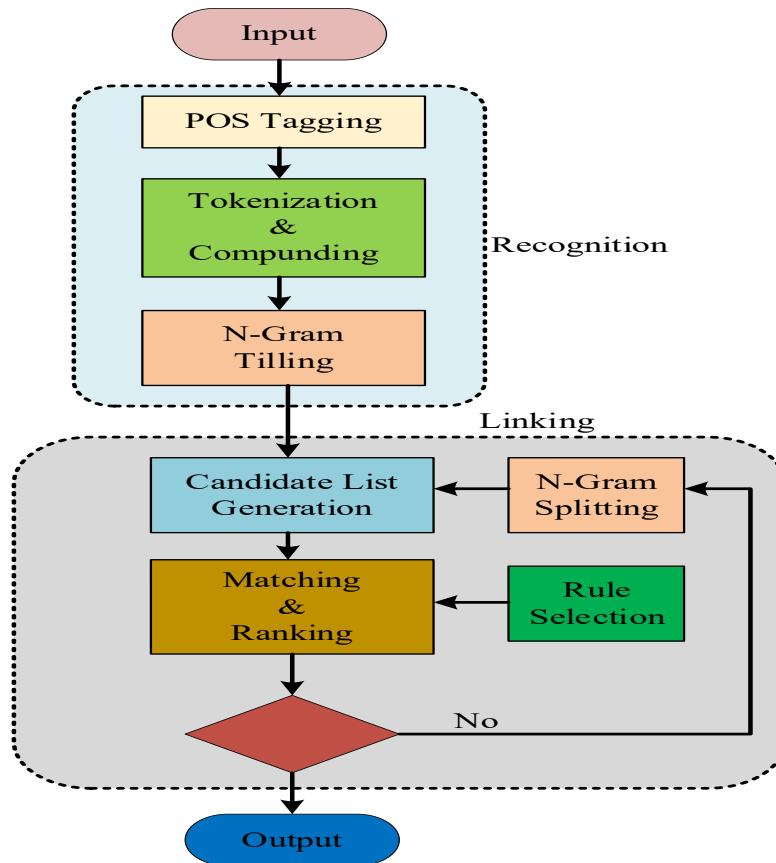 Input
POS Tagging
Tokenization
&
Compunding
Recognition
N-Gram
Tilling
Linking
Candidate List
Generation
N-Gram
Splitting
Matching
&
Ranking
Rule
Selection
No
Output